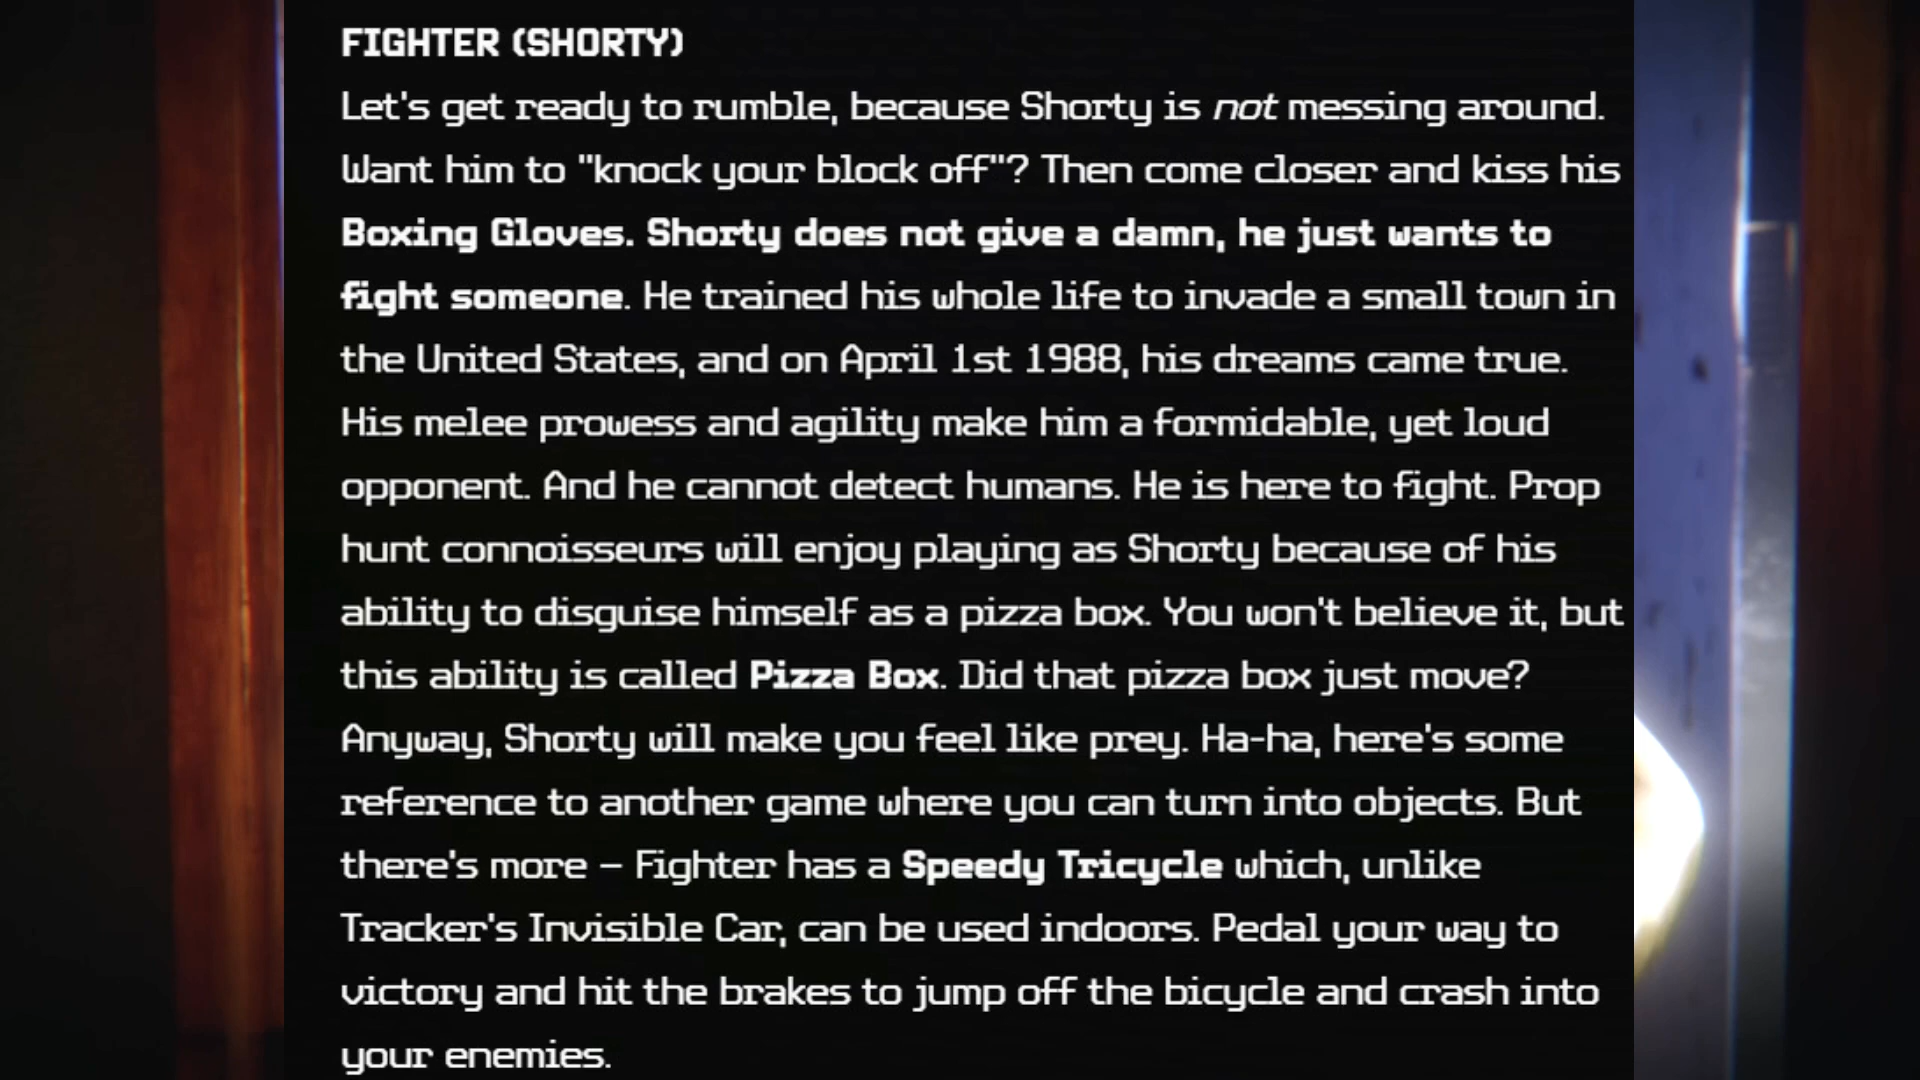 FIGHTER (SHORTY)
Let's get ready to rumble, because Shorty is not messing around.
Want him to "knock your block off"? Then come closer and kiss his
Boxing Gloves. Shorty does not give a damn, he just wants to
fight someone. He trained his whole life to invade a small town in
the United States, and on April 1st 1988, his dreams came true.
His melee prowess and agility make him a formidable, yet loud
opponent. And he cannot detect humans. He is here to fight. Prop
hunt connoisseurs will enjoy playing as Shorty because of his
ability to disguise himself as a pizza box. You won't believe it, but
this ability is called Pizza Box. Did that pizza box just move?
Anyway, Shorty will make you feel like prey. Ha-ha, here's some
reference to another game where you can turn into objects. But
there's more – Fighter has a Speedy Tricycle which, unlike
Tracker's Invisible Car, can be used indoors. Pedal your way to
victory and hit the brakes to jump off the bicycle and crash into
your enemies.